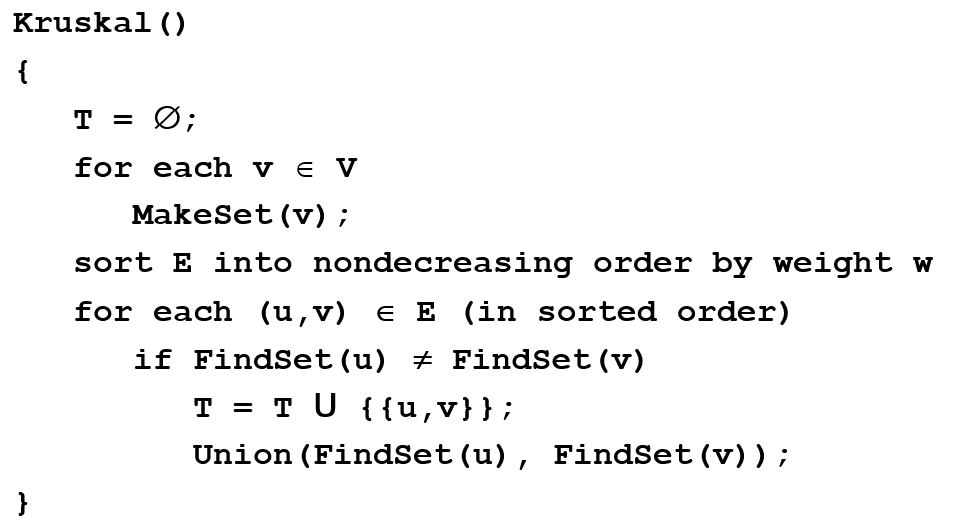 Kruskal()
{
T = ∅;
for each v ∈ V
MakeSet(v);
sort E into nondecreasing order by weight w
for each (u,v) ∈ E (in sorted order)
if FindSet(u) ≠ FindSet(v)
T = T U {{u,v}};
Union(FindSet(u), FindSet(v));
}